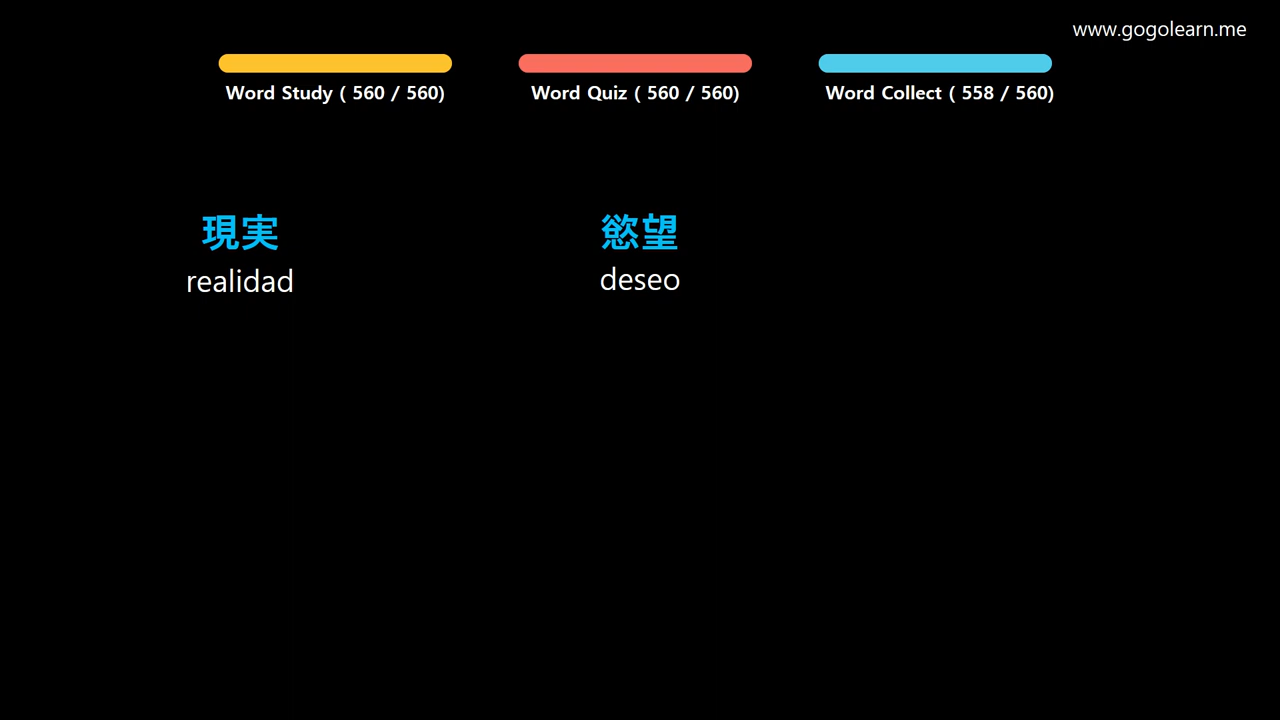 www.gogolearn.me
Word Study ( 560 / 560)
Word Quiz ( 560 / 560)
Word Collect ( 558 / 560)
現実
realidad
慾望
deseo